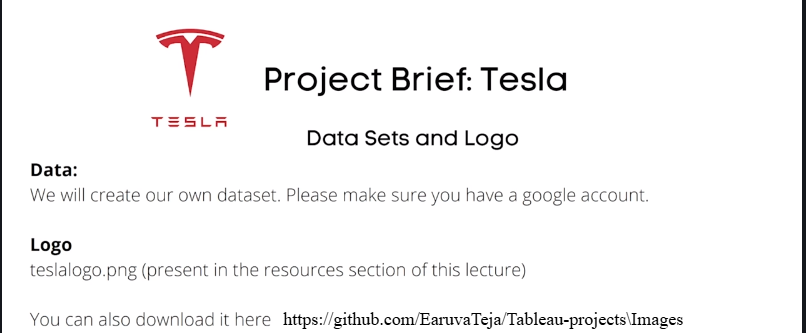 TESLA
Project Brief: Tesla
Data Sets and Logo
Data:
We will create our own dataset. Please make sure you have a google account.
Logo
teslalogo.png (present in the resources section of this lecture)
You can also download it here https://github.com/EaruvaTeja/Tableau-projects\Images